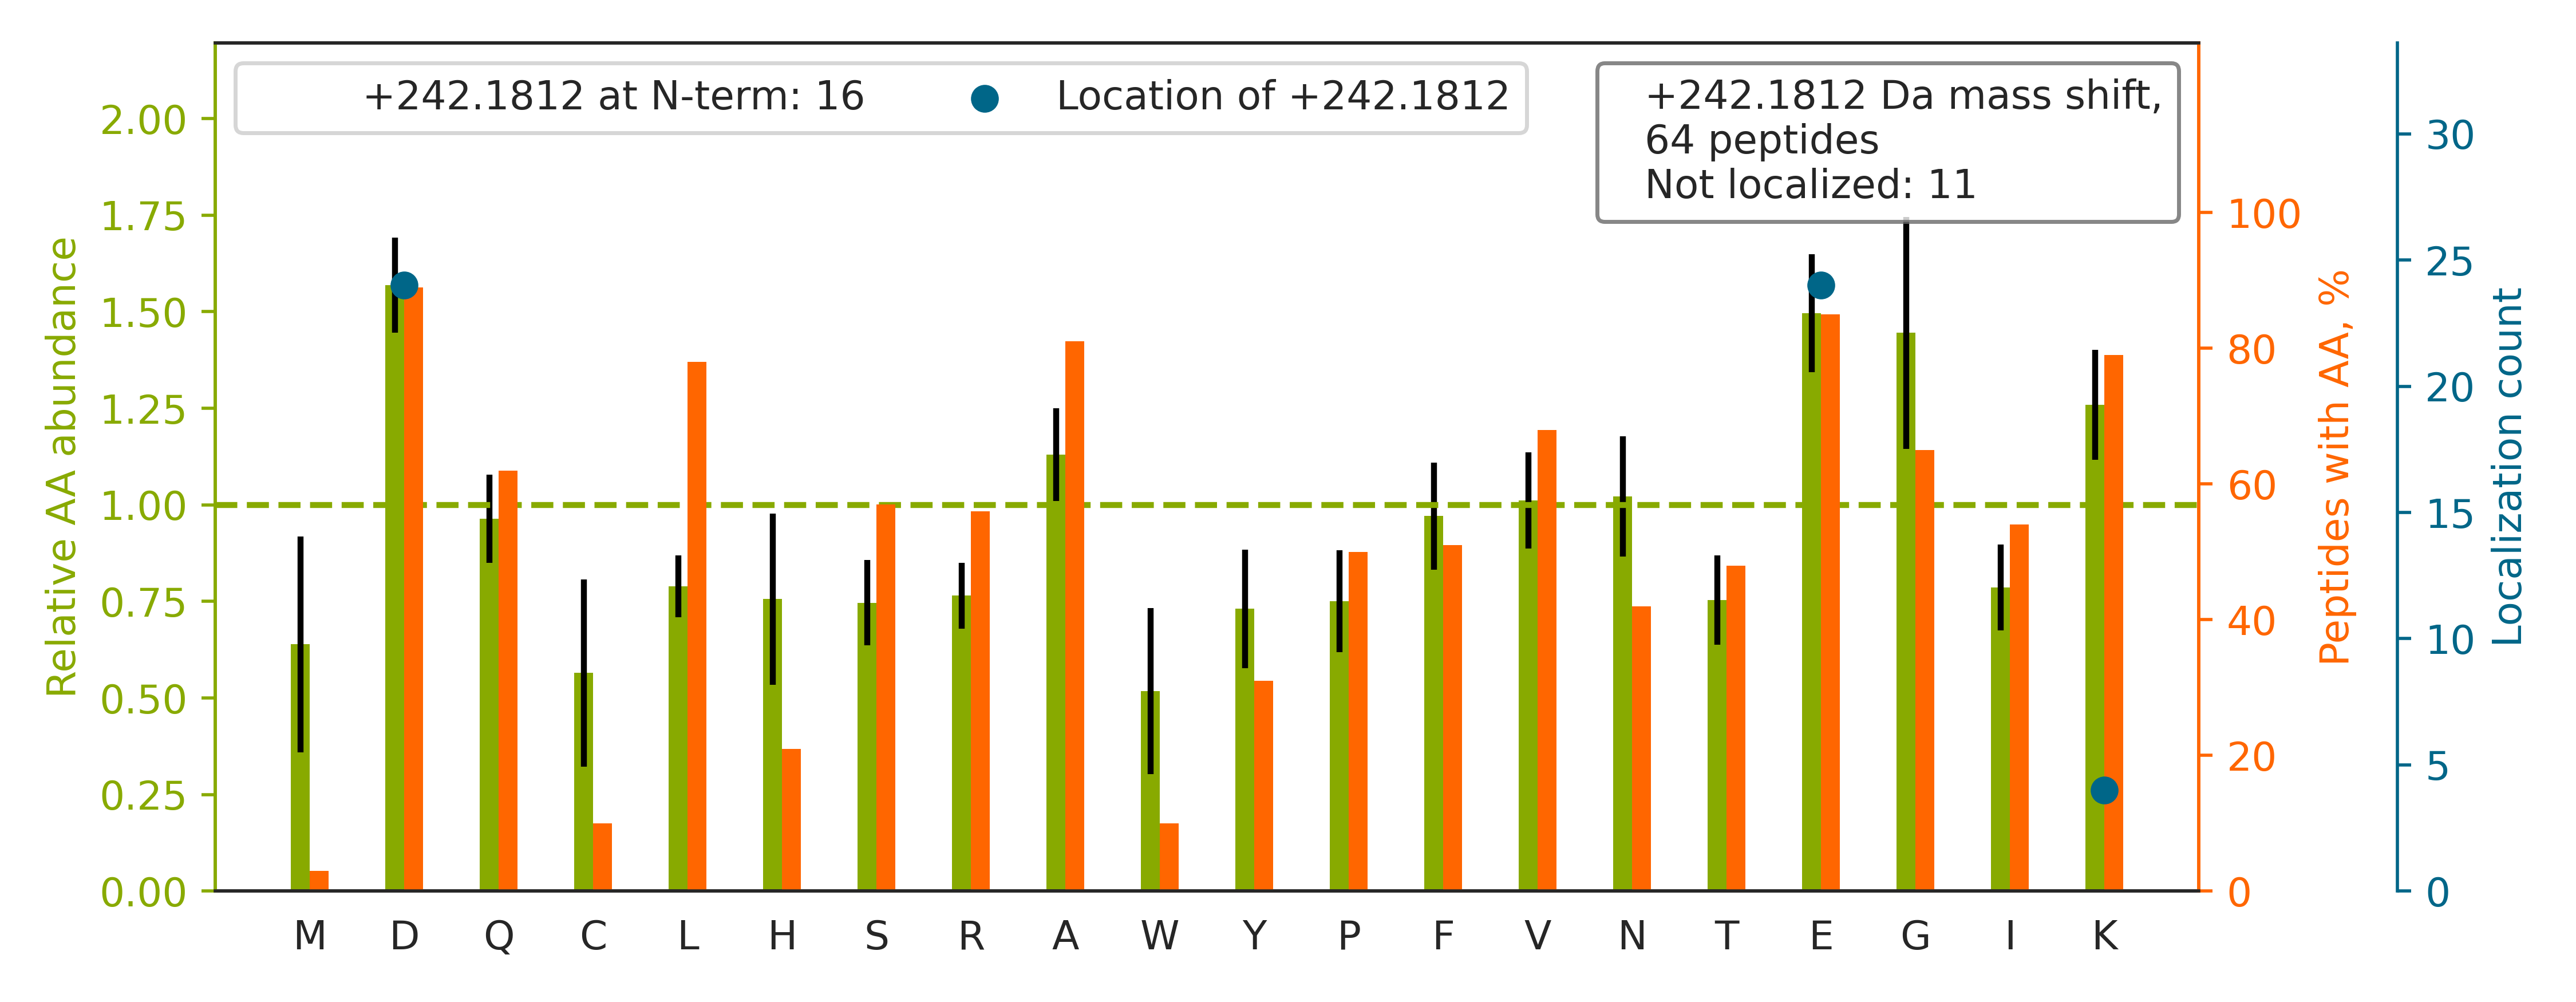 +242.1812 at N-term: 16
Location of +242.1812
+242.1812 Da mass shift,
64 peptides
Not localized: 11
Relative AA abundance
2.00
1.75
1.50
1.25
1.00
0.75
0.50
0.25
0.00
M D Q C L H S R A W Y P F V N T E G I K
100
80
60
40
20
0
Peptides with AA, %
30
25
20
15
10
5
0
Localization count